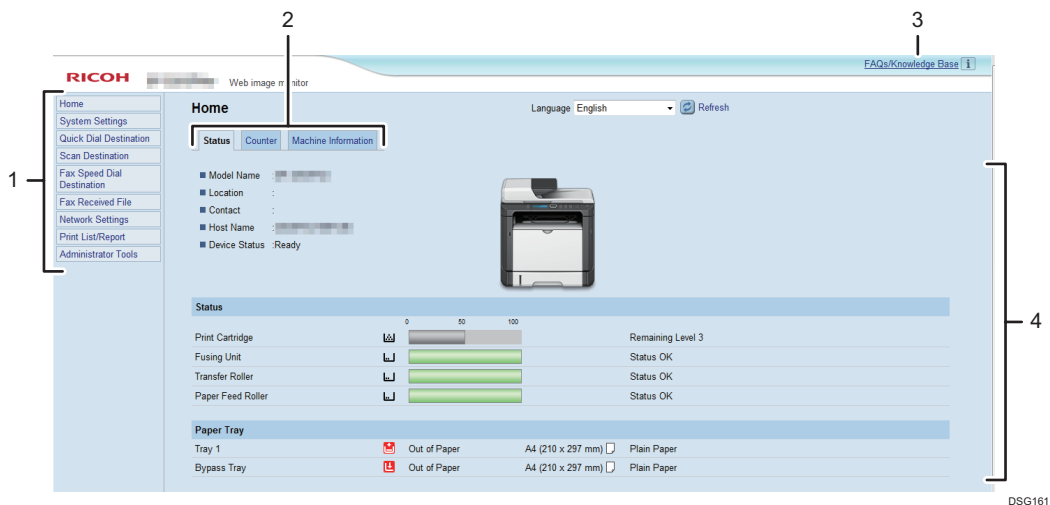 2
3
FAQs/Knowledge Base i
RICOH
Web image monitor
1
Home
System Settings
Quick Dial Destination
Scan Destination
Fax Speed Dial
Destination
Fax Received File
Network Settings
Print List/Report
Administrator Tools
Home
Language English
Refresh
Status Counter Machine Information
Model Name :
Location :
Contact :
Host Name :
Device Status :Ready
4
Status
0 50 100
Print Cartridge Remaining Level 3
Fusing Unit Status OK
Transfer Roller Status OK
Paper Feed Roller Status OK
Paper Tray
Tray 1 Out of Paper A4 (210 x 297 mm) Plain Paper
Bypass Tray Out of Paper A4 (210 x 297 mm) Plain Paper
DSG161